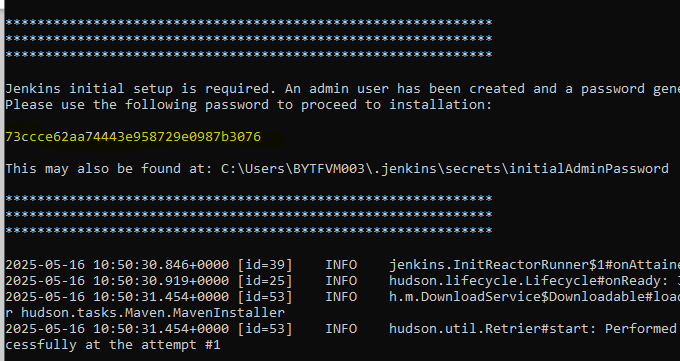 *************************************************************
*************************************************************
*************************************************************
Jenkins initial setup is required. An admin user has been created and a password gene
Please use the following password to proceed to installation:
73ccce62aa74443e958729e0987b3076
This may also be found at: C:\Users\BYTFVM003\.jenkins\secrets\initialAdminPassword
*************************************************************
*************************************************************
*************************************************************
2025-05-16 10:50:30.846+0000 [id=39] INFO jenkins.InitReactorRunner$1#onAttaine
2025-05-16 10:50:30.919+0000 [id=25] INFO hudson.lifecycle.Lifecycle#onReady:
2025-05-16 10:50:31.454+0000 [id=53] INFO h.m.DownloadService$Downloadable#loa
r hudson.tasks.Maven.MavenInstaller
2025-05-16 10:50:31.454+0000 [id=53] INFO hudson.util.Retrier#start: Performed
cessfully at the attempt #1